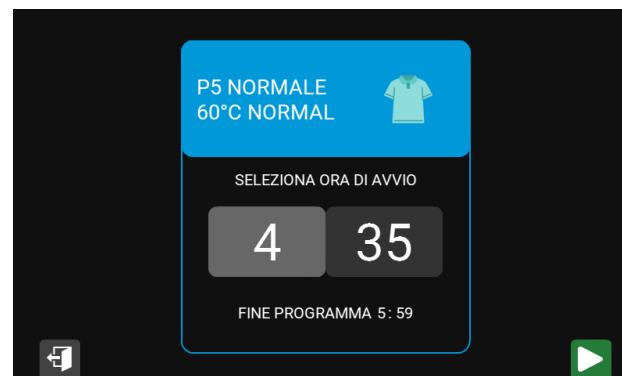 P5 NORMALE
60°C NORMAL
SELEZIONA ORA DI AVVIO
4 35
FINE PROGRAMMA 5:59